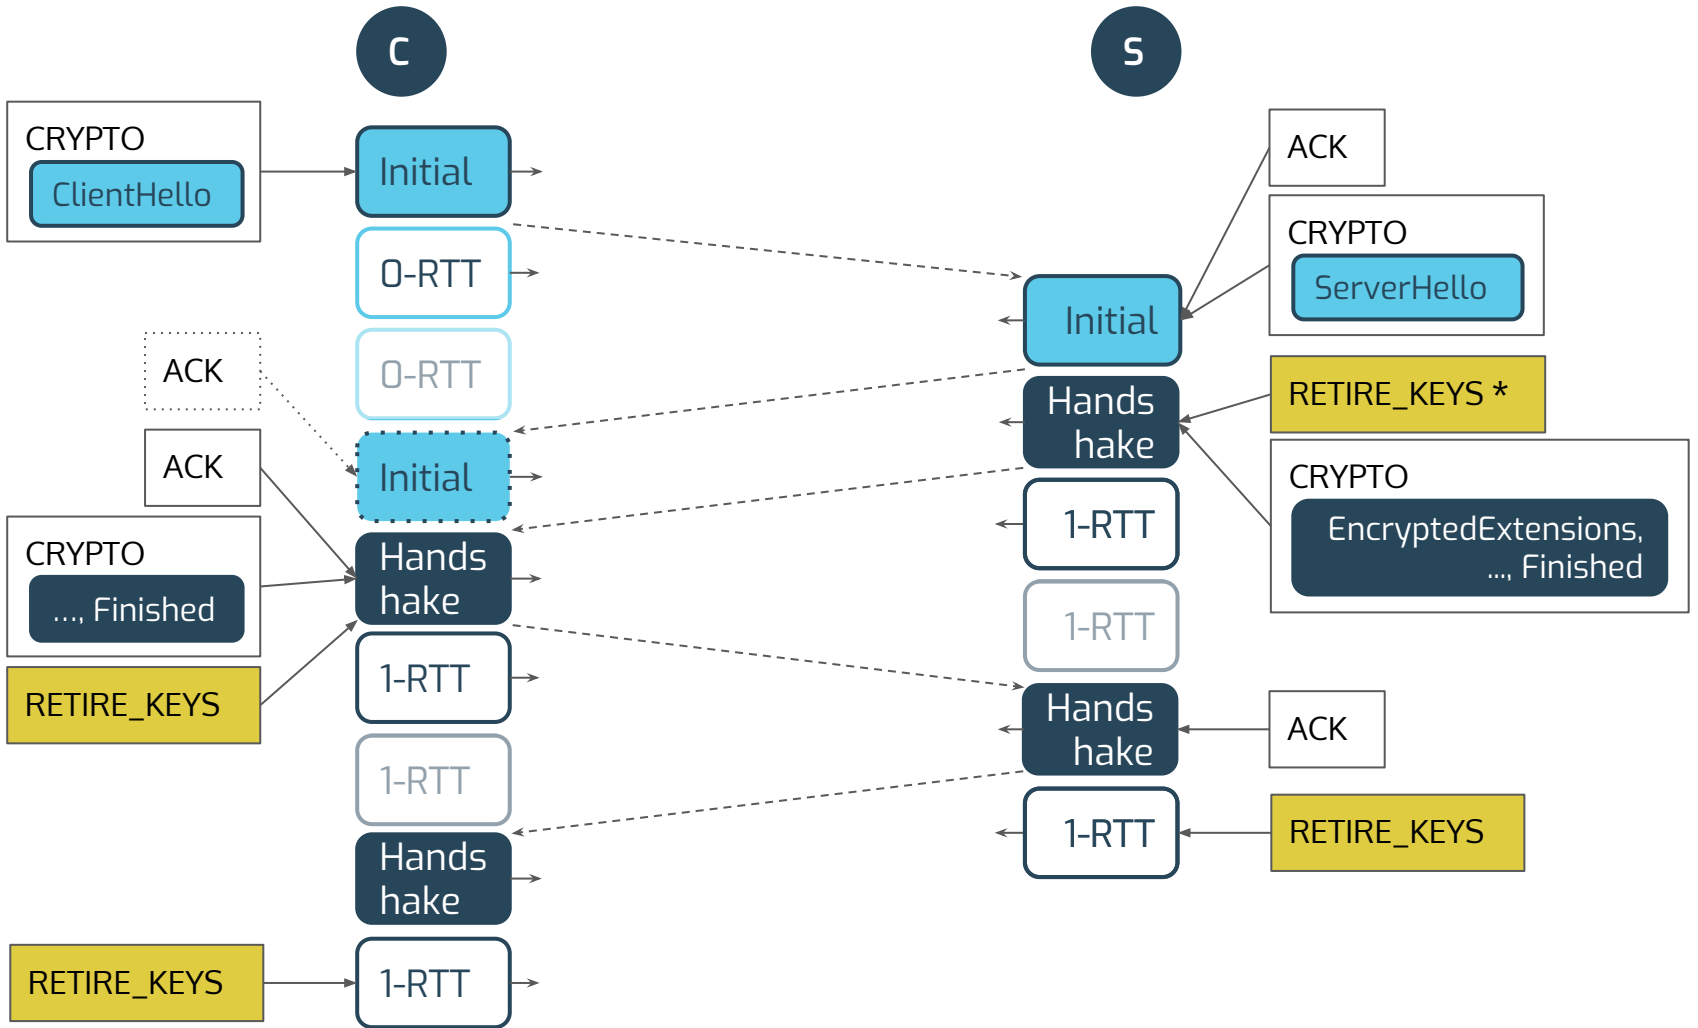 C
S
CRYPTO
ClientHello
Initial
0-RTT
0-RTT
ACK
Initial
ACK
CRYPTO
..., Finished
Hands
hake
RETIRE_KEYS
1-RTT
1-RTT
Hands
hake
RETIRE_KEYS
1-RTT
ACK
CRYPTO
ServerHello
Initial
RETIRE_KEYS *
Hands
hake
CRYPTO
EncryptedExtensions,
..., Finished
1-RTT
1-RTT
Hands
hake
ACK
1-RTT
RETIRE_KEYS